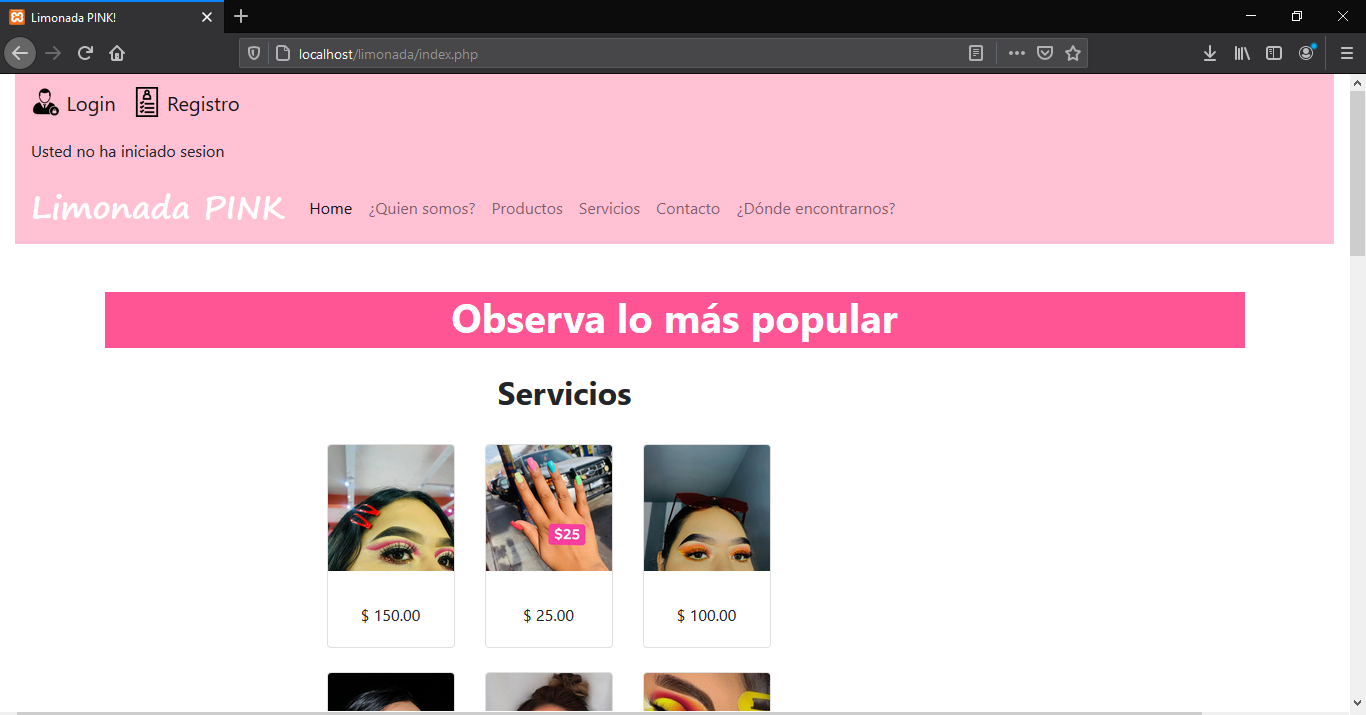 Limonada PINK!
localhost/limonada/index.php
Login Registro
Usted no ha iniciado sesion
Limonada PINK Home ¿Quien somos? Productos Servicios Contacto ¿Dónde encontrarnos?
Observa lo más popular
Servicios
$25
$ 150.00 $ 25.00 $ 100.00